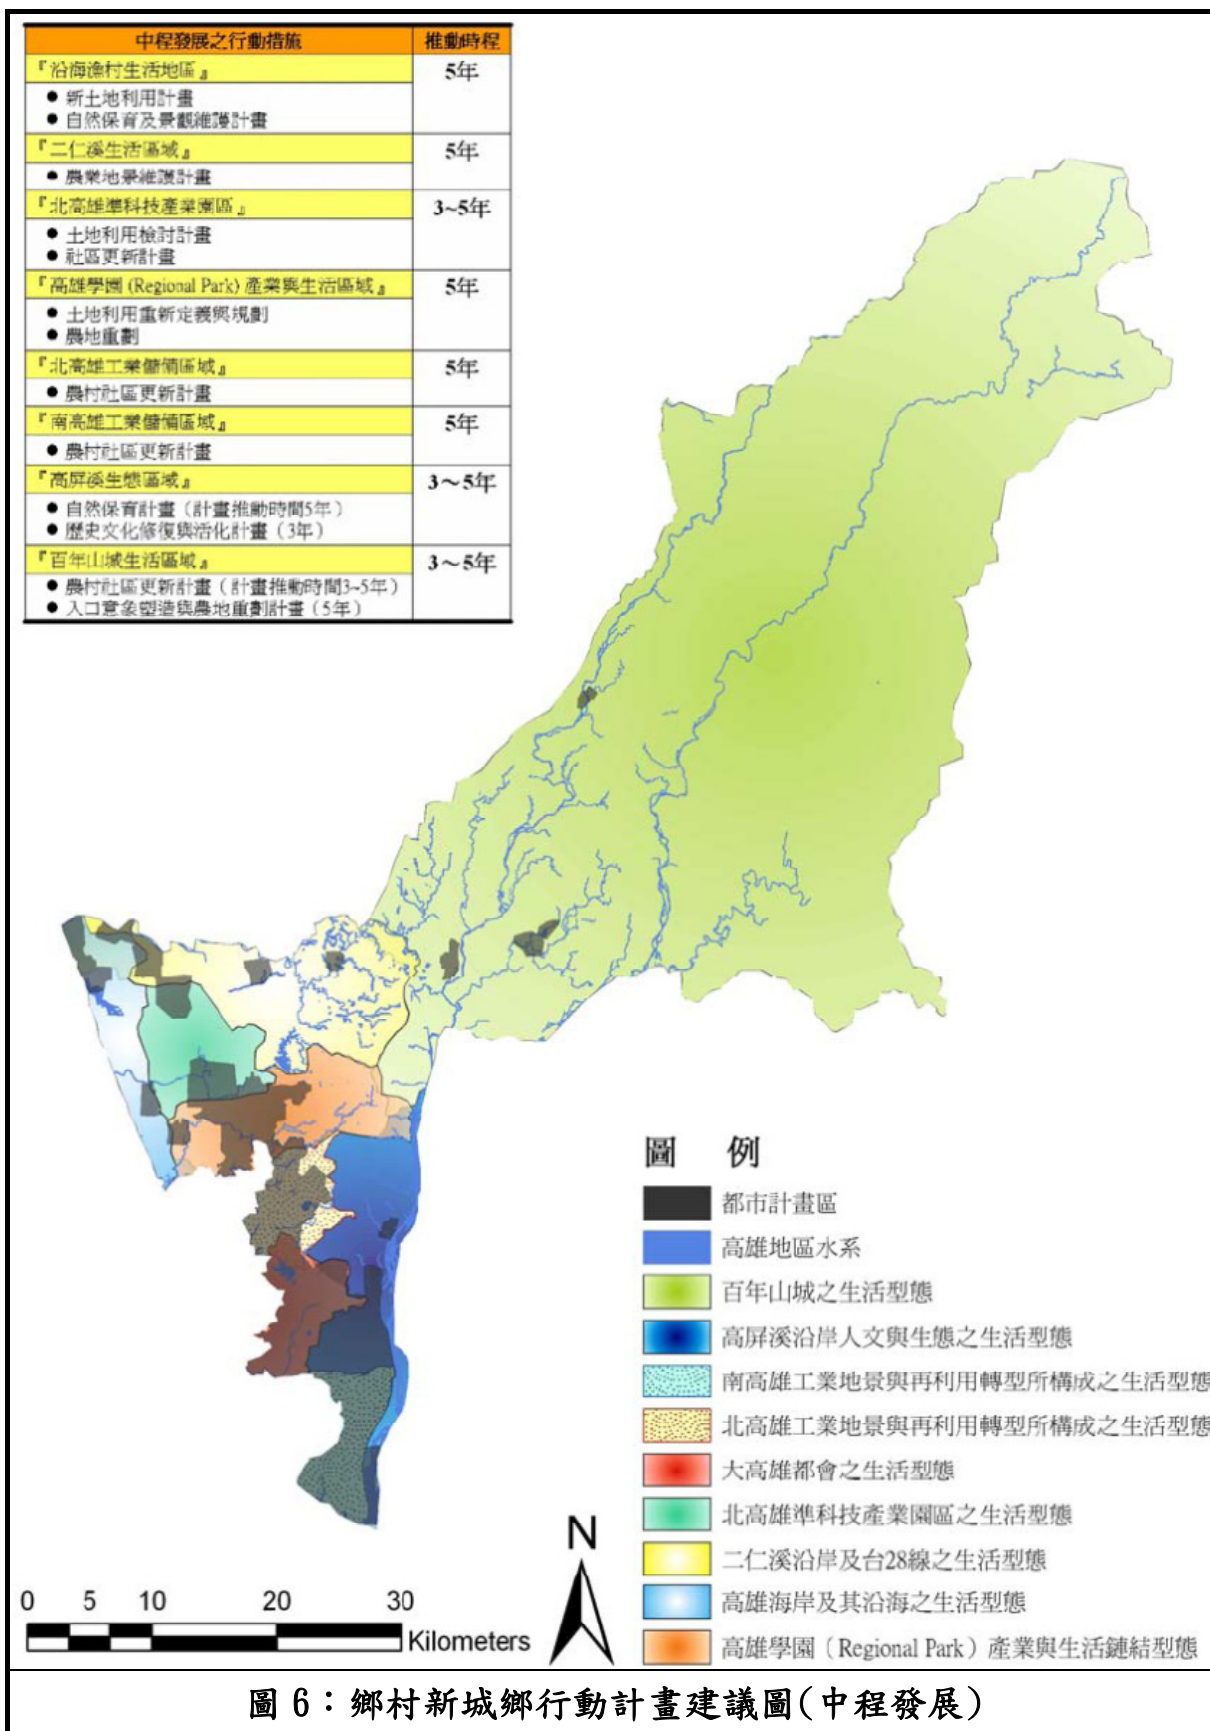 中程發展之行動措施 推動時程
『沿海漁村生活地區』 5年
● 新土地利用計畫
● 自然保育及景觀維護計畫
『二仁溪生活區域』 5年
● 農業地景維護計畫
『北高雄準科技產業園區』 3~5年
● 土地利用檢討計畫
● 社區更新計畫
『高雄學園 (Regional Park) 產業與生活區域』 5年
● 土地利用重新定義與規劃
● 農地重劃
『北高雄工業儲備區域』 5年
● 農村社區更新計畫
『南高雄工業儲備區域』 5年
● 農村社區更新計畫
『高屏溪生態區域』 3～5年
● 自然保育計畫（計畫推動時間5年）
● 歷史文化修復與活化計畫（3年）
『百年山城生活區域』 3～5年
● 農村社區更新計畫（計畫推動時間3~5年）
● 入口意象塑造與農地重劃計畫（5年）
圖 例
都市計畫區
高雄地區水系
百年山城之生活型態
高屏溪沿岸人文與生態之生活型態
南高雄工業地景與再利用轉型所構成之生活型態
北高雄工業地景與再利用轉型所構成之生活型態
大高雄都會之生活型態
北高雄準科技產業園區之生活型態
二仁溪沿岸及台28線之生活型態
高雄海岸及其沿海之生活型態
高雄學園〔Regional Park〕產業與生活鏈結型態
N
0 5 10 20 30
Kilometers
圖 6：鄉村新城鄉行動計畫建議圖(中程發展)